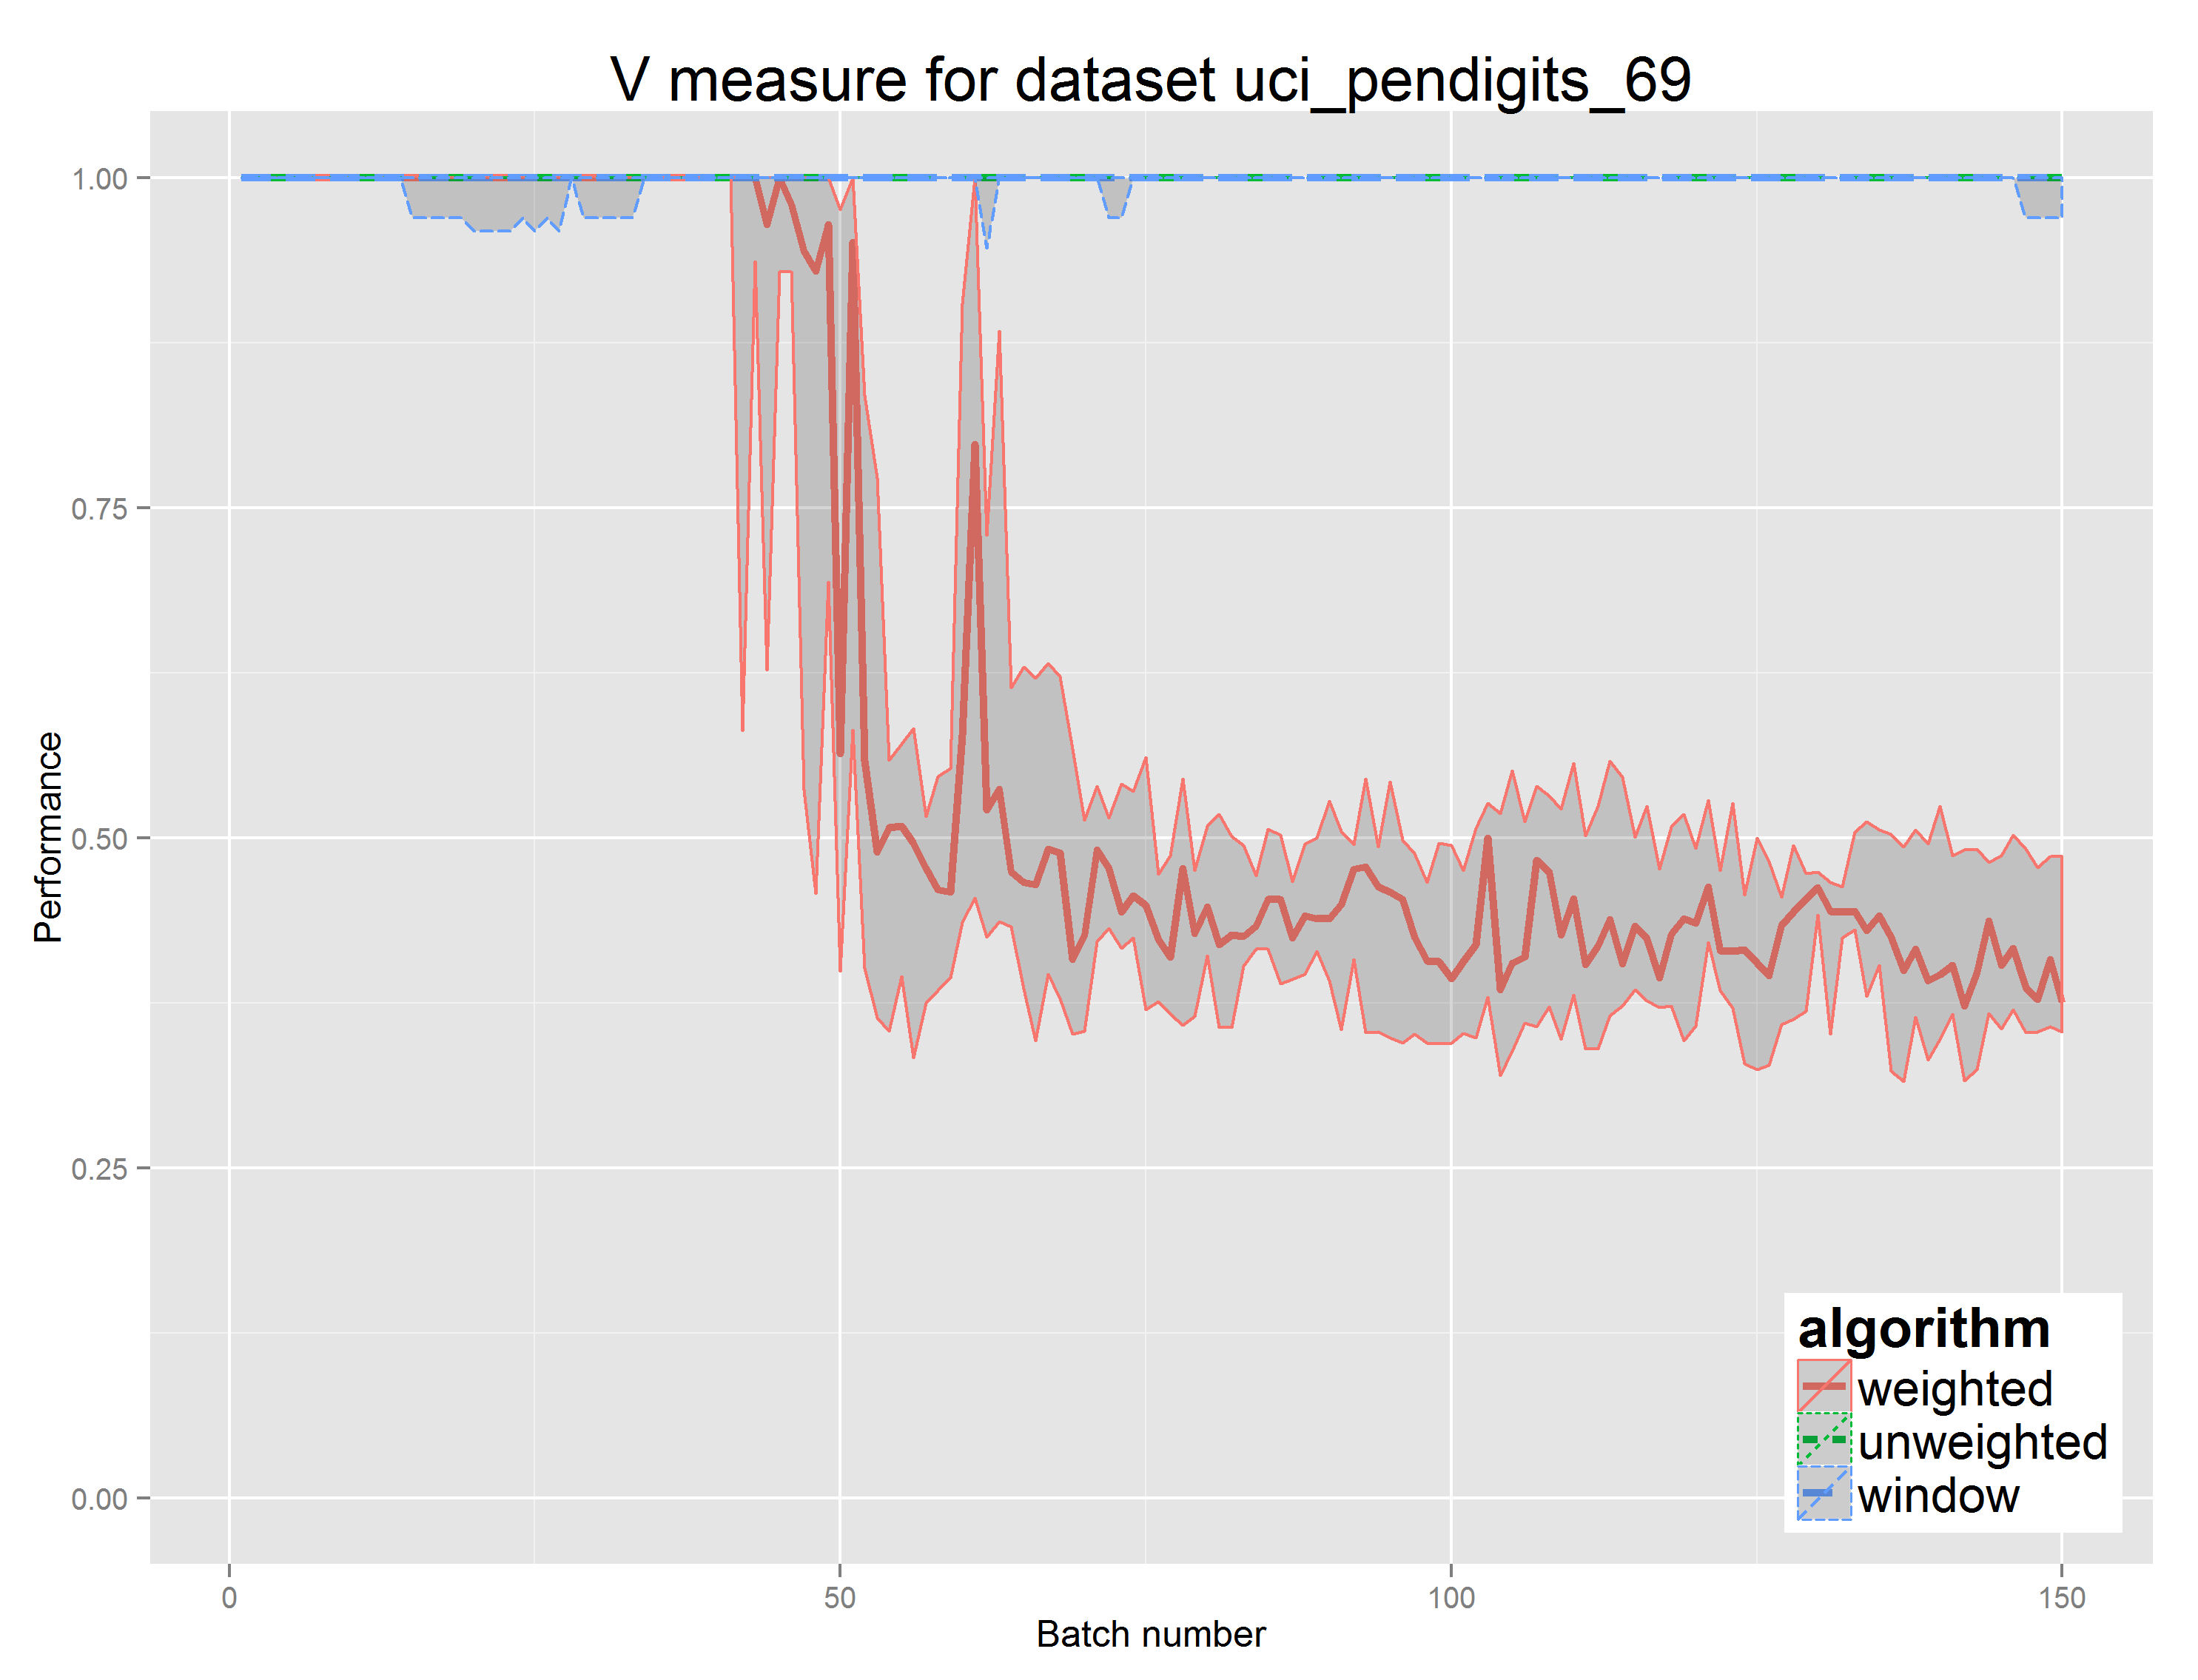 V measure for dataset uci_pendigits_69
Performance
1.00
0.75
0.50
0.25
0.00
0
50
100
150
Batch number
algorithm
weighted
unweighted
window